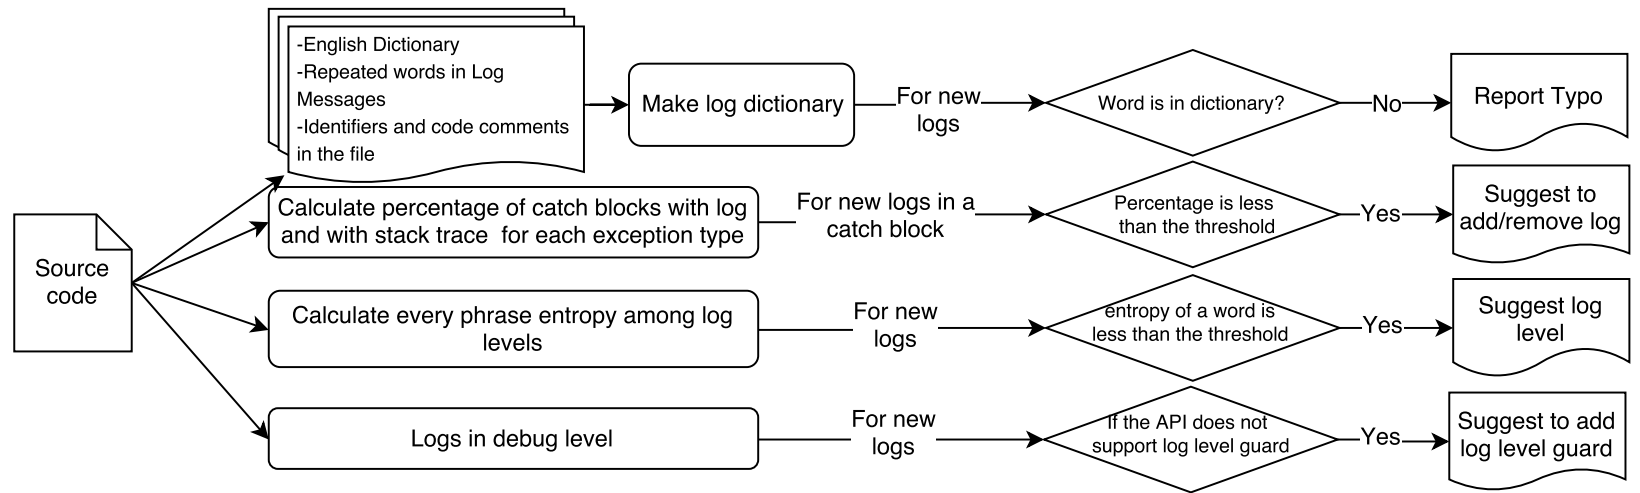 Source
code
-English Dictionary
-Repeated words in Log
Messages
-Identifiers and code comments
in the file
Make log dictionary
For new
logs
Word is in dictionary?
No
Report Typo
Calculate percentage of catch blocks with log
and with stack trace for each exception type
For new logs in a
catch block
Percentage is less
than the threshold
Yes
Suggest to
add/remove log
Calculate every phrase entropy among log
levels
For new
logs
entropy of a word is
less than the threshold
Yes
Suggest log
level
Logs in debug level
For new
logs
If the API does not
support log level guard
Yes
Suggest to add
log level guard